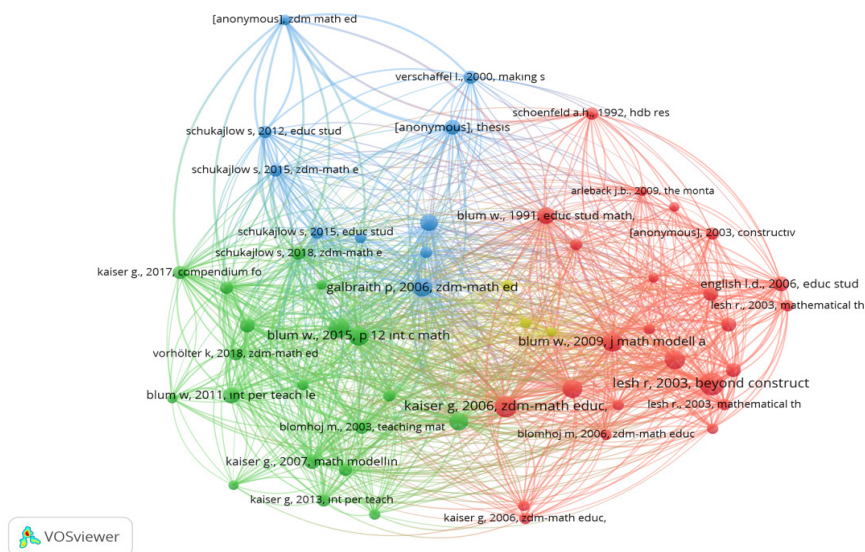 [anonymous], zdm math ed
verschaffel l., 2000, making s
schoenfeld a.h., 1992, hdb res
schukajlow s, 2012, educ stud
[anonymous], thesis
schukajlow s, 2015, zdm-math e
arleback j.b., 2009, the monta
blum w., 1991, educ stud math,
schukajlow s, 2015, educ stud
[anonymous], 2003, constructıv
schukajlow s, 2018, zdm-math e
kaiser g., 2017, compendium fo
galbraith p, 2006, zdm-math ed
english l.d., 2006, educ stud
lesh r., 2003, mathematical th
blum w., 2015, p 12 ınt c math
blum w., 2009, j math modell a
vorhölter k, 2018, zdm-math ed
lesh r, 2003, beyond construct
blum w., 2011, ınt per teach le
kaiser g, 2006, zdm-math educ,
lesh r., 2003, mathematical th
blomhoj m., 2003, teaching mat
blomhoj m, 2006, zdm-math educ
kaiser g., 2007, math modellın
kaiser g, 2013, ınt per teach
kaiser g, 2006, zdm-math educ,
VOSviewer